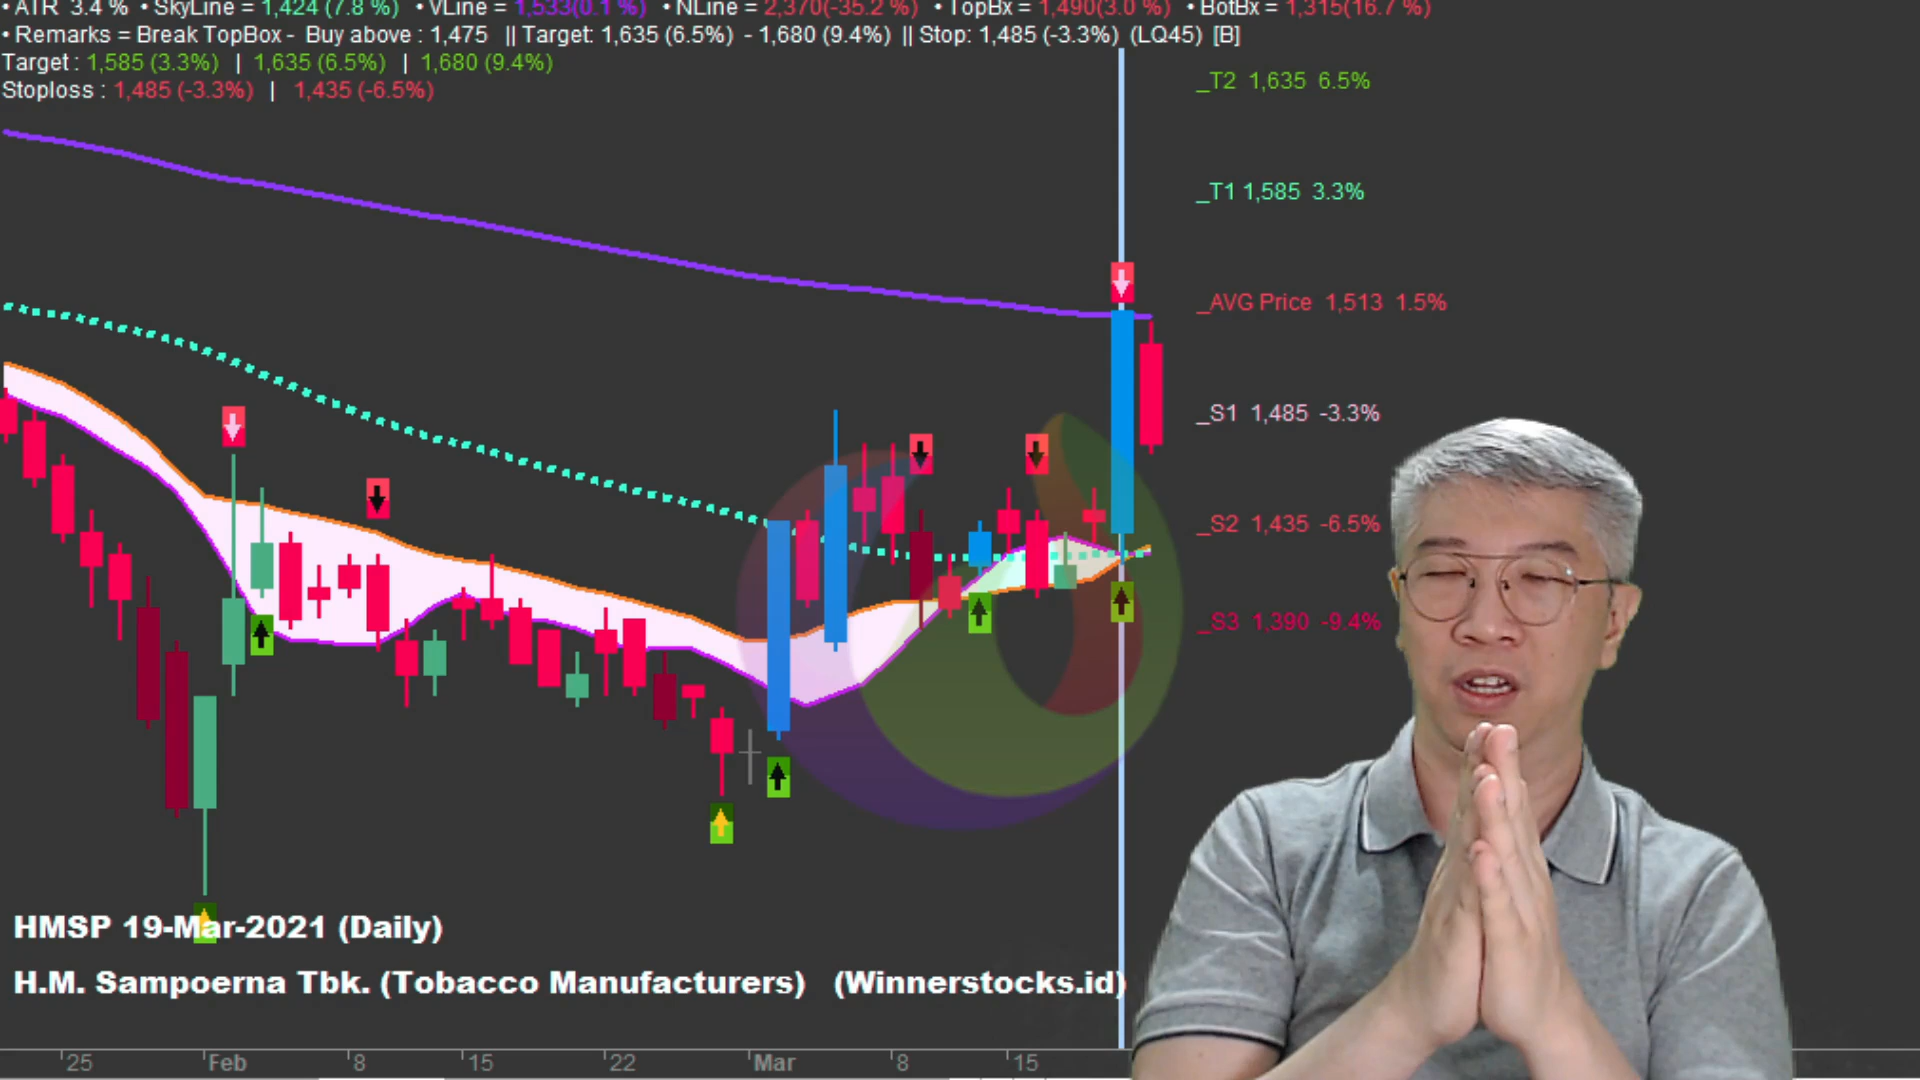 • ATR 3.4 % • SkyLine = 1,424 (7.8 %) • VLine = 1,533(0.1 %) • NLine = 2,370(-35.2 %) • TopBx = 1,490(3.0 %) • BotBx = 1,315(16.7 %)
• Remarks = Break TopBox - Buy above : 1,475 || Target: 1,635 (6.5%) - 1,680 (9.4%) || Stop: 1,485 (-3.3%) (LQ45) [B]
Target : 1,585 (3.3%) | 1,635 (6.5%) | 1,680 (9.4%)
Stoploss : 1,485 (-3.3%) | 1,435 (-6.5%)
_T2 1,635 6.5%
_T1 1,585 3.3%
_AVG Price 1,513 1.5%
_S1 1,485 -3.3%
_S2 1,435 -6.5%
_S3 1,390 -9.4%
HMSP 19-Mar-2021 (Daily)
H.M. Sampoerna Tbk. (Tobacco Manufacturers) (Winnerstocks.id)
25 Feb 8 15 22 Mar 8 15